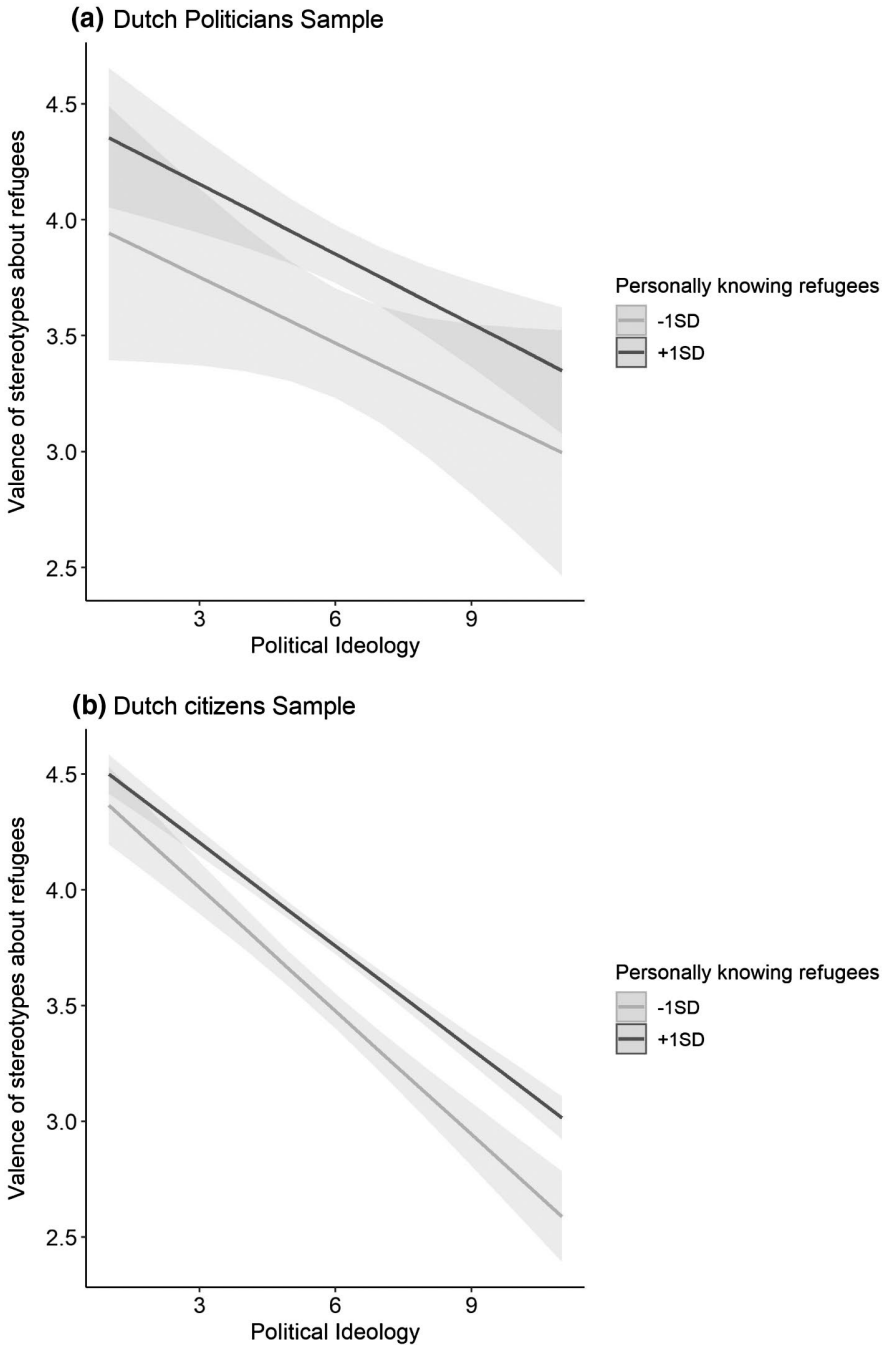 (a) Dutch Politicians Sample
Valence of stereotypes about refugees
4.5
4.0
3.5
3.0
2.5
3 6 9
Political Ideology
Personally knowing refugees
-1SD
+1SD
(b) Dutch citizens Sample
Valence of stereotypes about refugees
4.5
4.0
3.5
3.0
2.5
3 6 9
Political Ideology
Personally knowing refugees
-1SD
+1SD